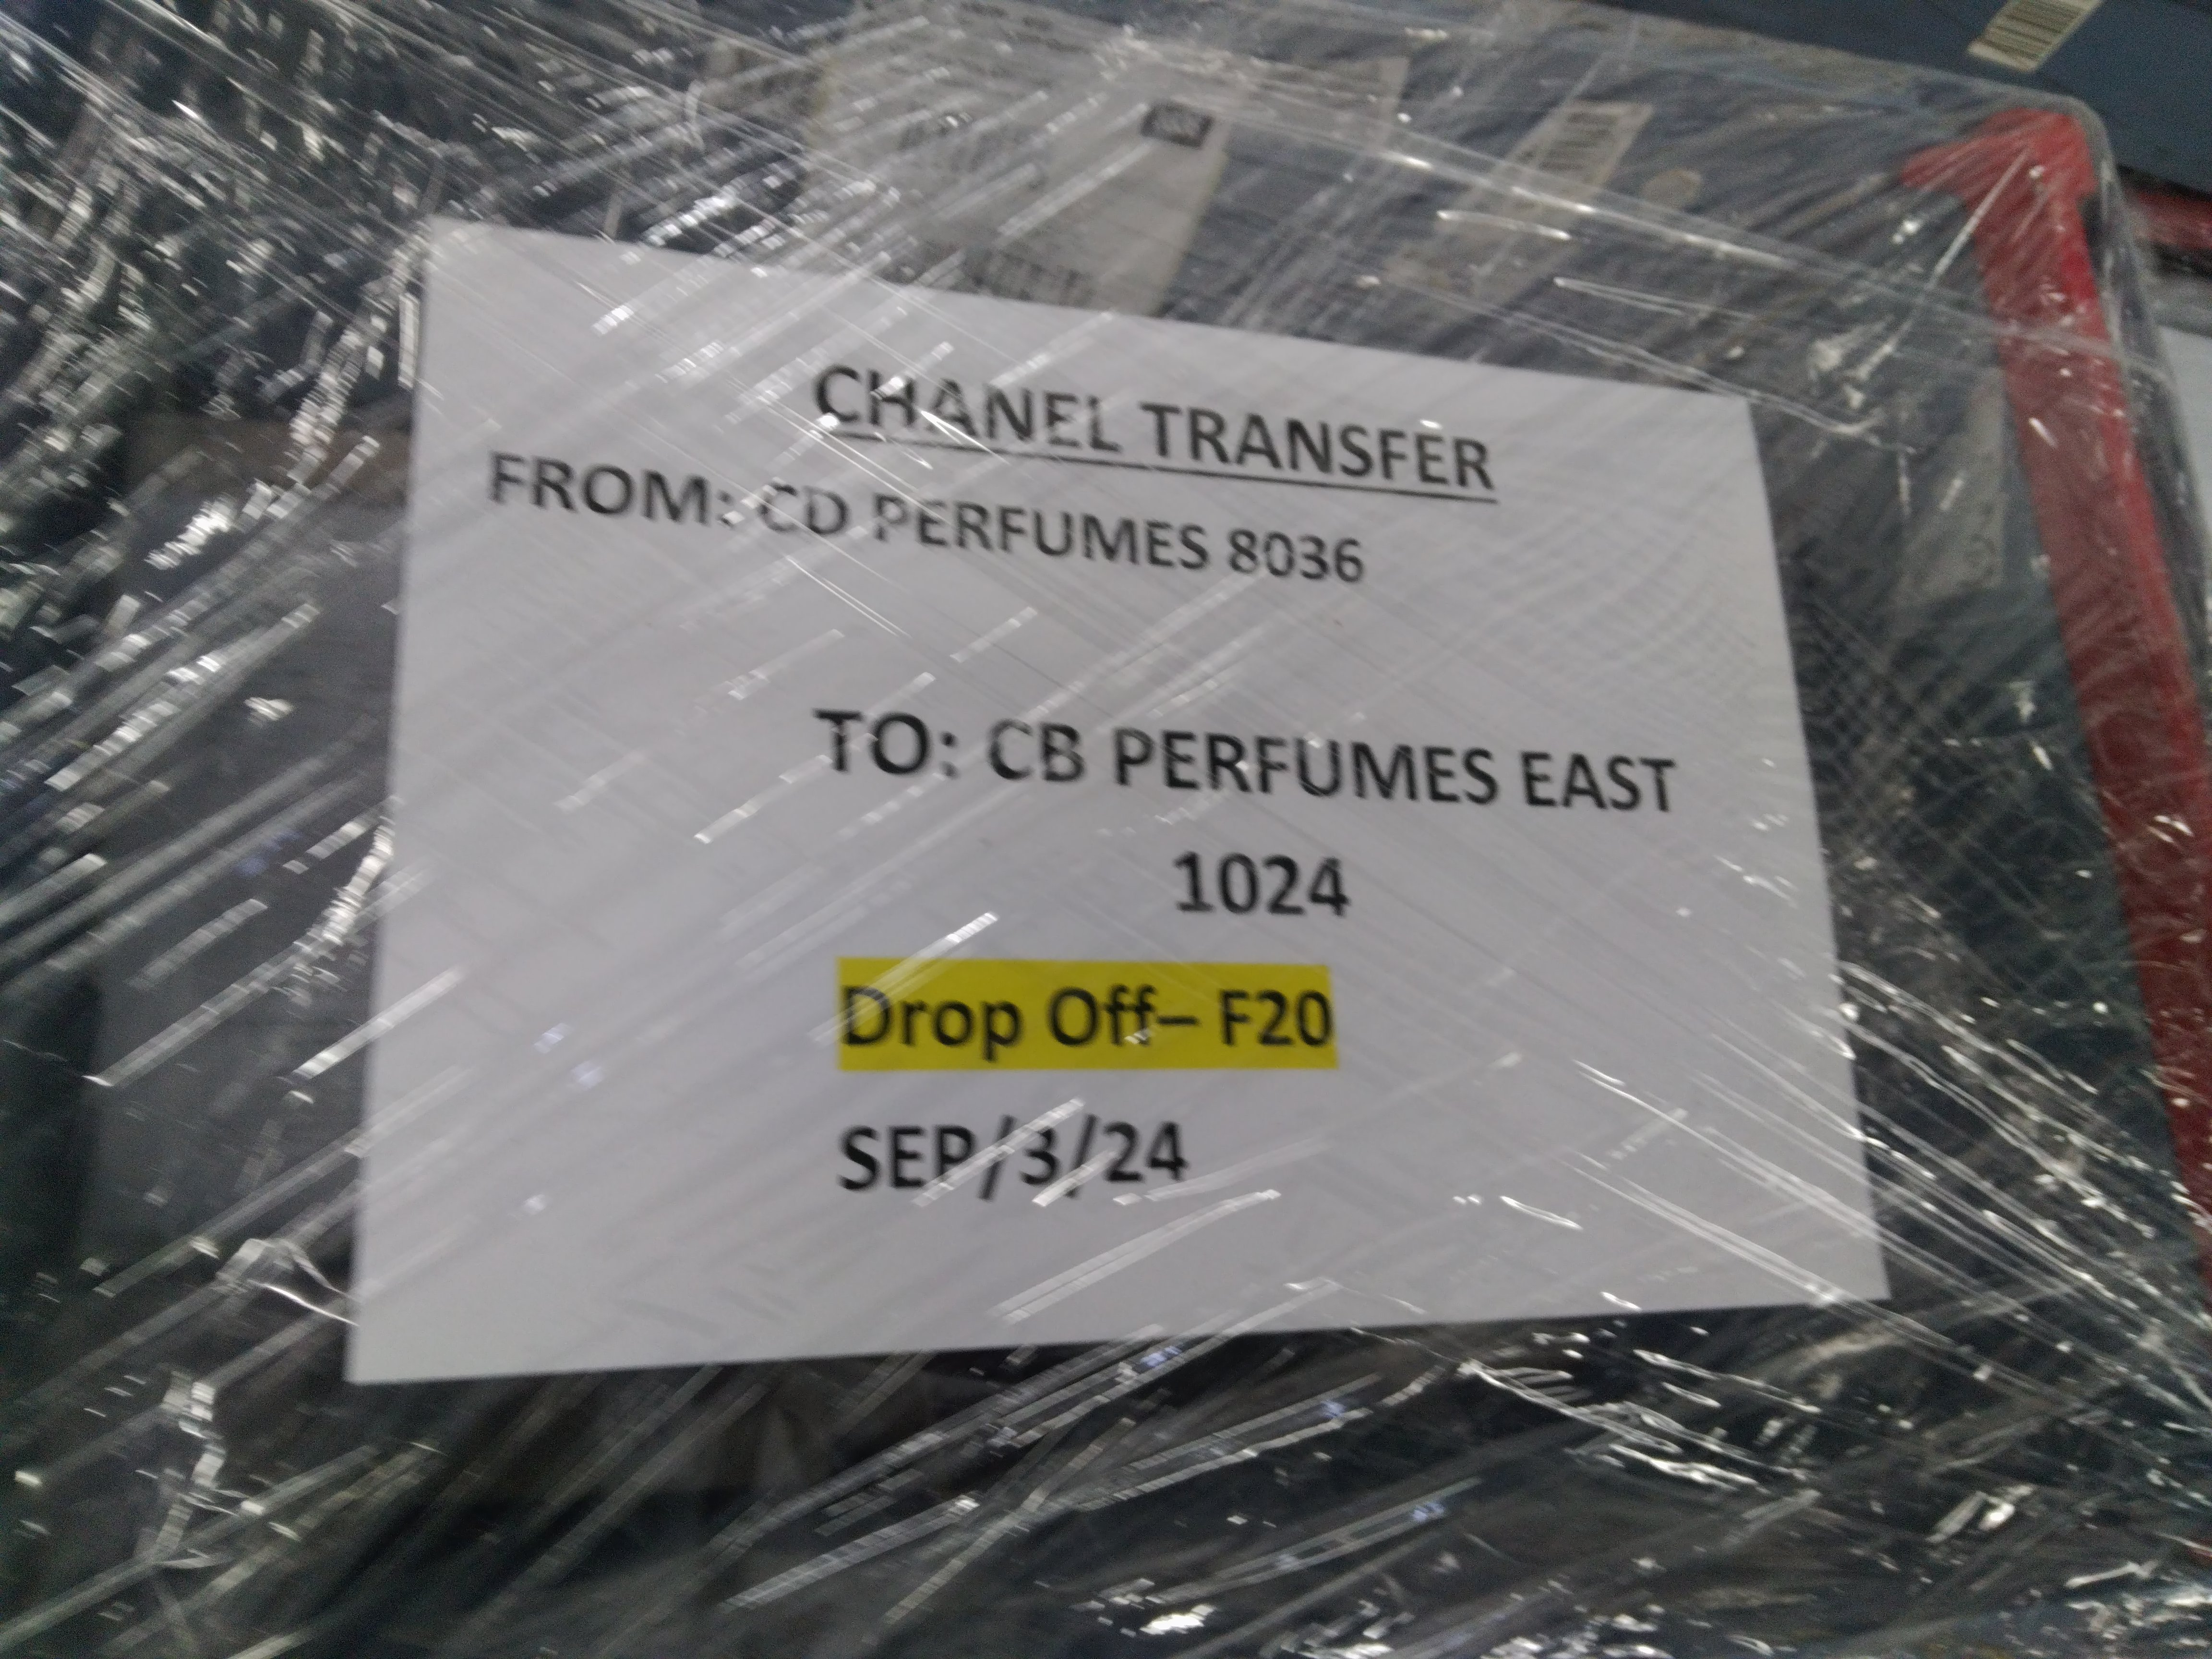 CHANEL TRANSFER
FROM: CD PERFUMES 8036
TO: CB PERFUMES EAST
1024
Drop Off– F20
SEP/3/24